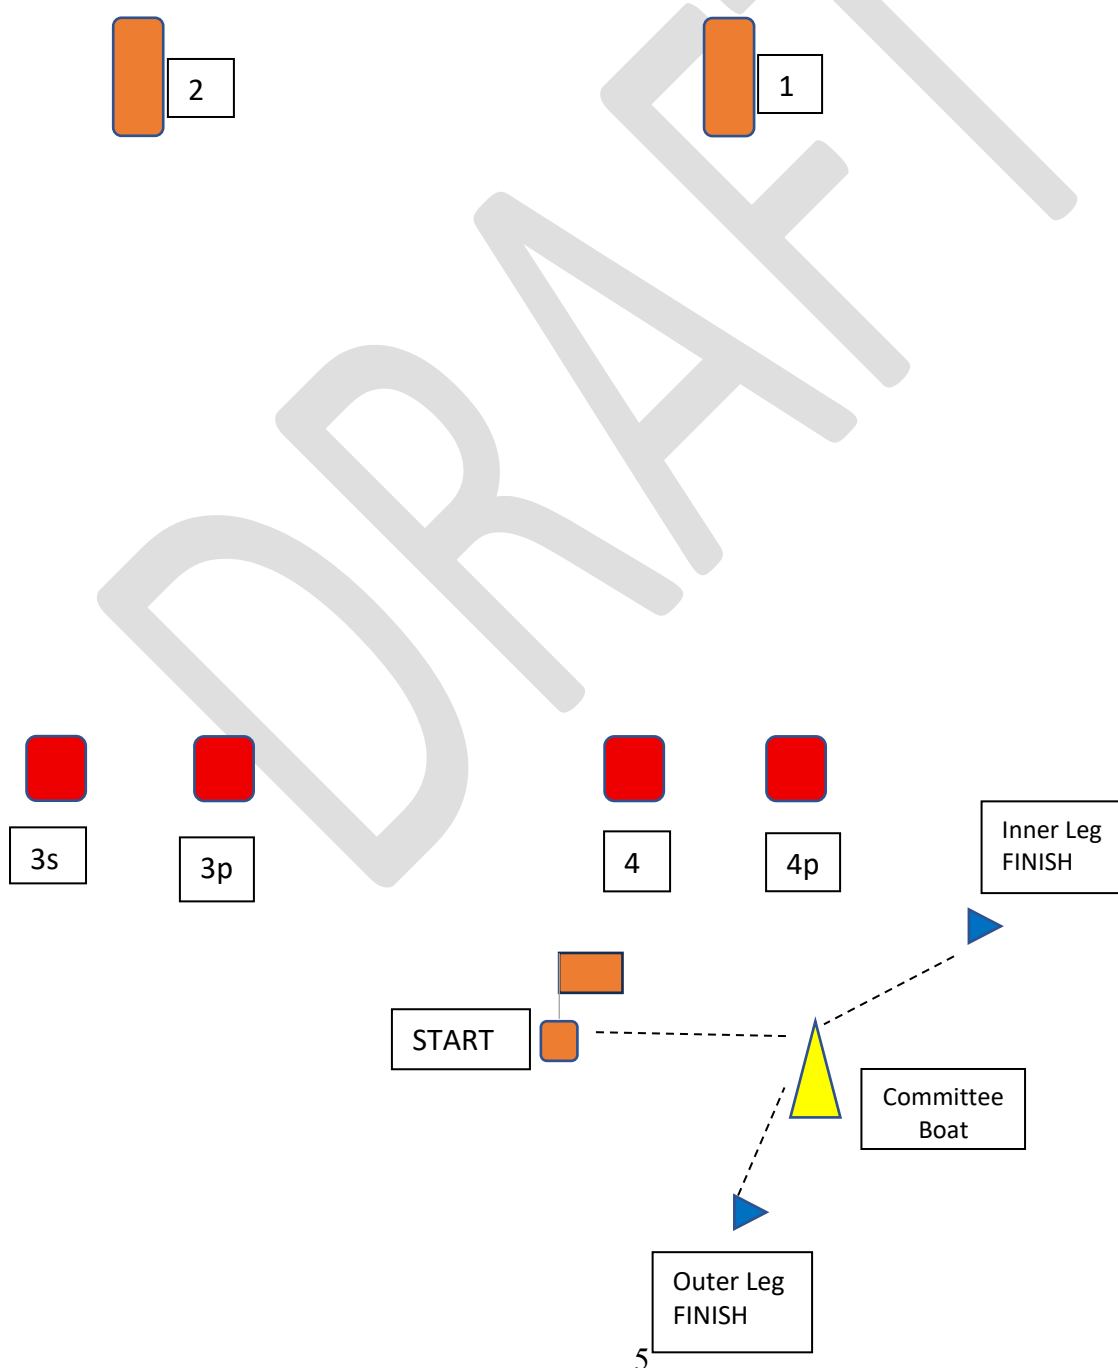 2
1
DRAFT
3s
3p
4
4p
Inner Leg
FINISH
START
Committee
Boat
Outer Leg
FINISH
5